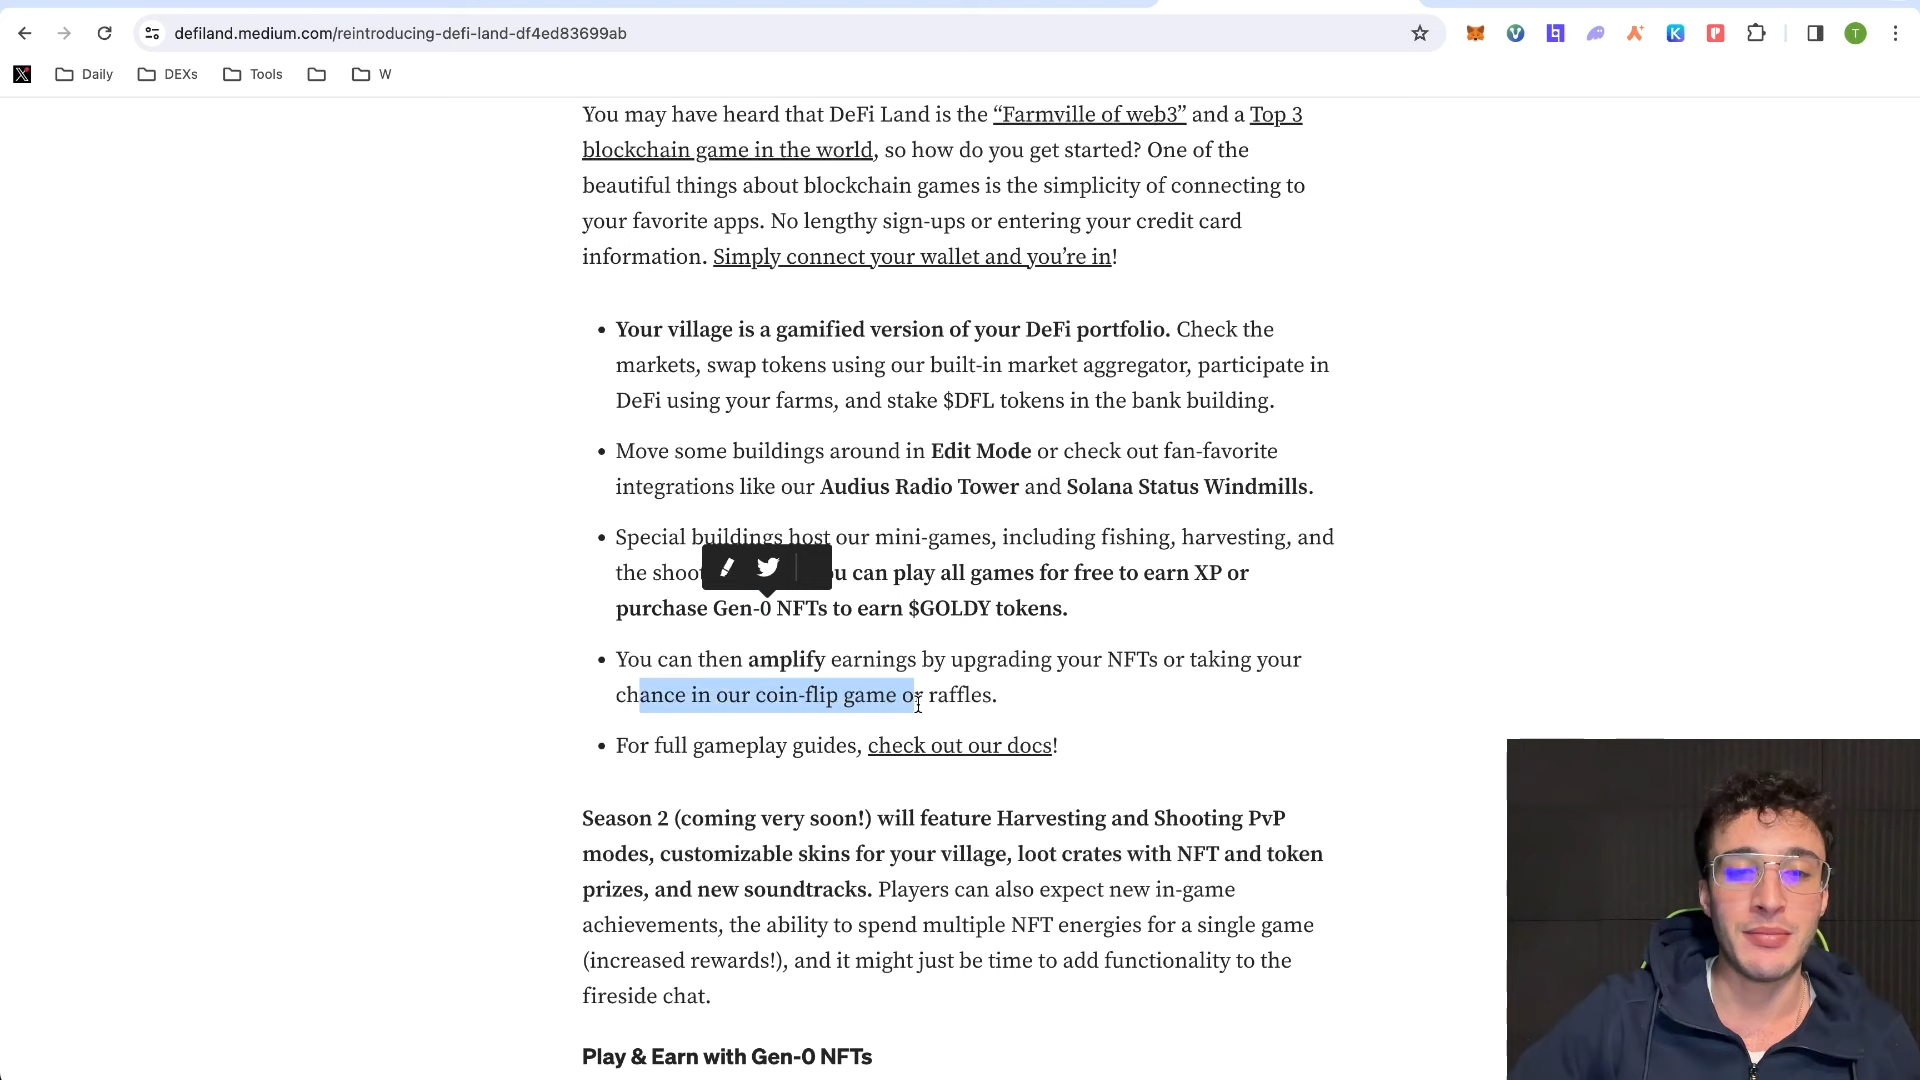 defiland.medium.com/reintroducing-defi-land-df4ed83699ab
T
Daily
DEXs
Tools
W
You may have heard that DeFi Land is the “Farmville of web3” and a Top 3
blockchain game in the world, so how do you get started? One of the
beautiful things about blockchain games is the simplicity of connecting to
your favorite apps. No lengthy sign-ups or entering your credit card
information. Simply connect your wallet and you’re in!
• Your village is a gamified version of your DeFi portfolio. Check the
markets, swap tokens using our built-in market aggregator, participate in
DeFi using your farms, and stake $DFL tokens in the bank building.
• Move some buildings around in Edit Mode or check out fan-favorite
integrations like our Audius Radio Tower and Solana Status Windmills.
• Special buildings host our mini-games, including fishing, harvesting, and
the shoot u can play all games for free to earn XP or
purchase Gen-0 NFTs to earn $GOLDY tokens.
• You can then amplify earnings by upgrading your NFTs or taking your
chance in our coin-flip game or raffles.
• For full gameplay guides, check out our docs!
Season 2 (coming very soon!) will feature Harvesting and Shooting PvP
modes, customizable skins for your village, loot crates with NFT and token
prizes, and new soundtracks. Players can also expect new in-game
achievements, the ability to spend multiple NFT energies for a single game
(increased rewards!), and it might just be time to add functionality to the
fireside chat.
Play & Earn with Gen-0 NFTs